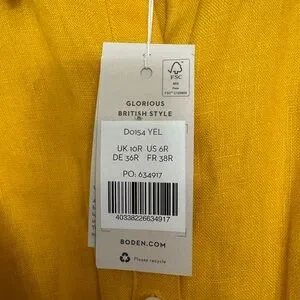 FSC
GLORIOUS
BRITISH STYLE
D0154 YEL
UK 10R US 6R
DE 36R FR 38R
PO: 634917
40338226634917
BODEN.COM
Please recycle